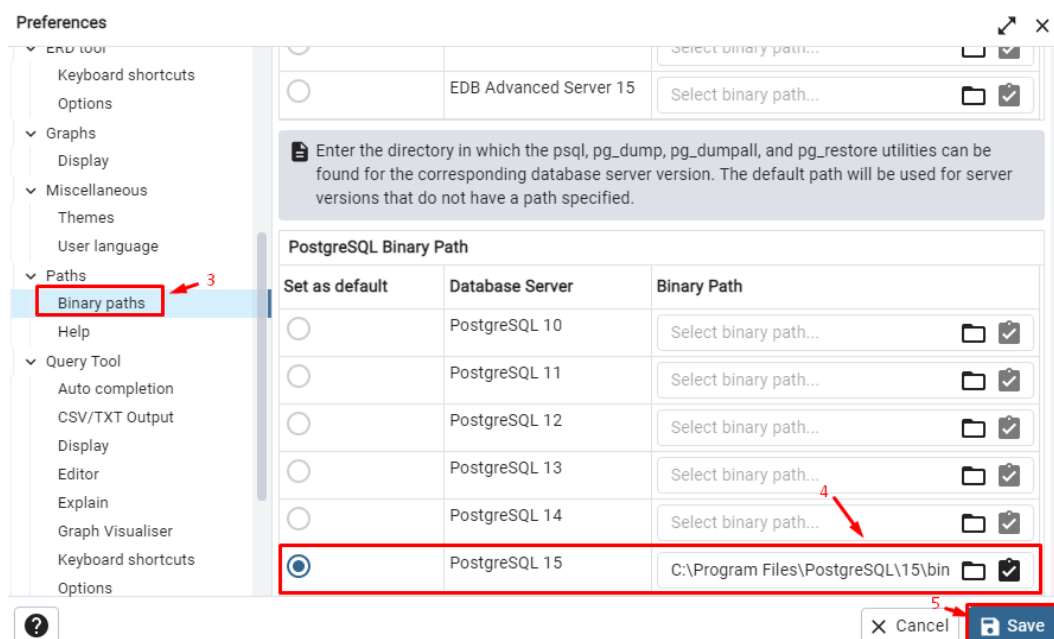 Preferences
ERD tool
Keyboard shortcuts
Options
Graphs
Display
Miscellaneous
Themes
User language
Paths
3
Binary paths
Help
Query Tool
Auto completion
CSV/TXT Output
Display
Editor
Explain
Graph Visualiser
Keyboard shortcuts
Options
Select binary path...
EDB Advanced Server 15
Select binary path...
Enter the directory in which the psql, pg_dump, pg_dumpall, and pg_restore utilities can be
found for the corresponding database server version. The default path will be used for server
versions that do not have a path specified.
PostgreSQL Binary Path
Set as default Database Server Binary Path
PostgreSQL 10 Select binary path...
PostgreSQL 11 Select binary path...
PostgreSQL 12 Select binary path...
PostgreSQL 13 Select binary path...
4
PostgreSQL 14 Select binary path...
PostgreSQL 15 C:\Program Files\PostgreSQL\15\bin
5
? Cancel Save